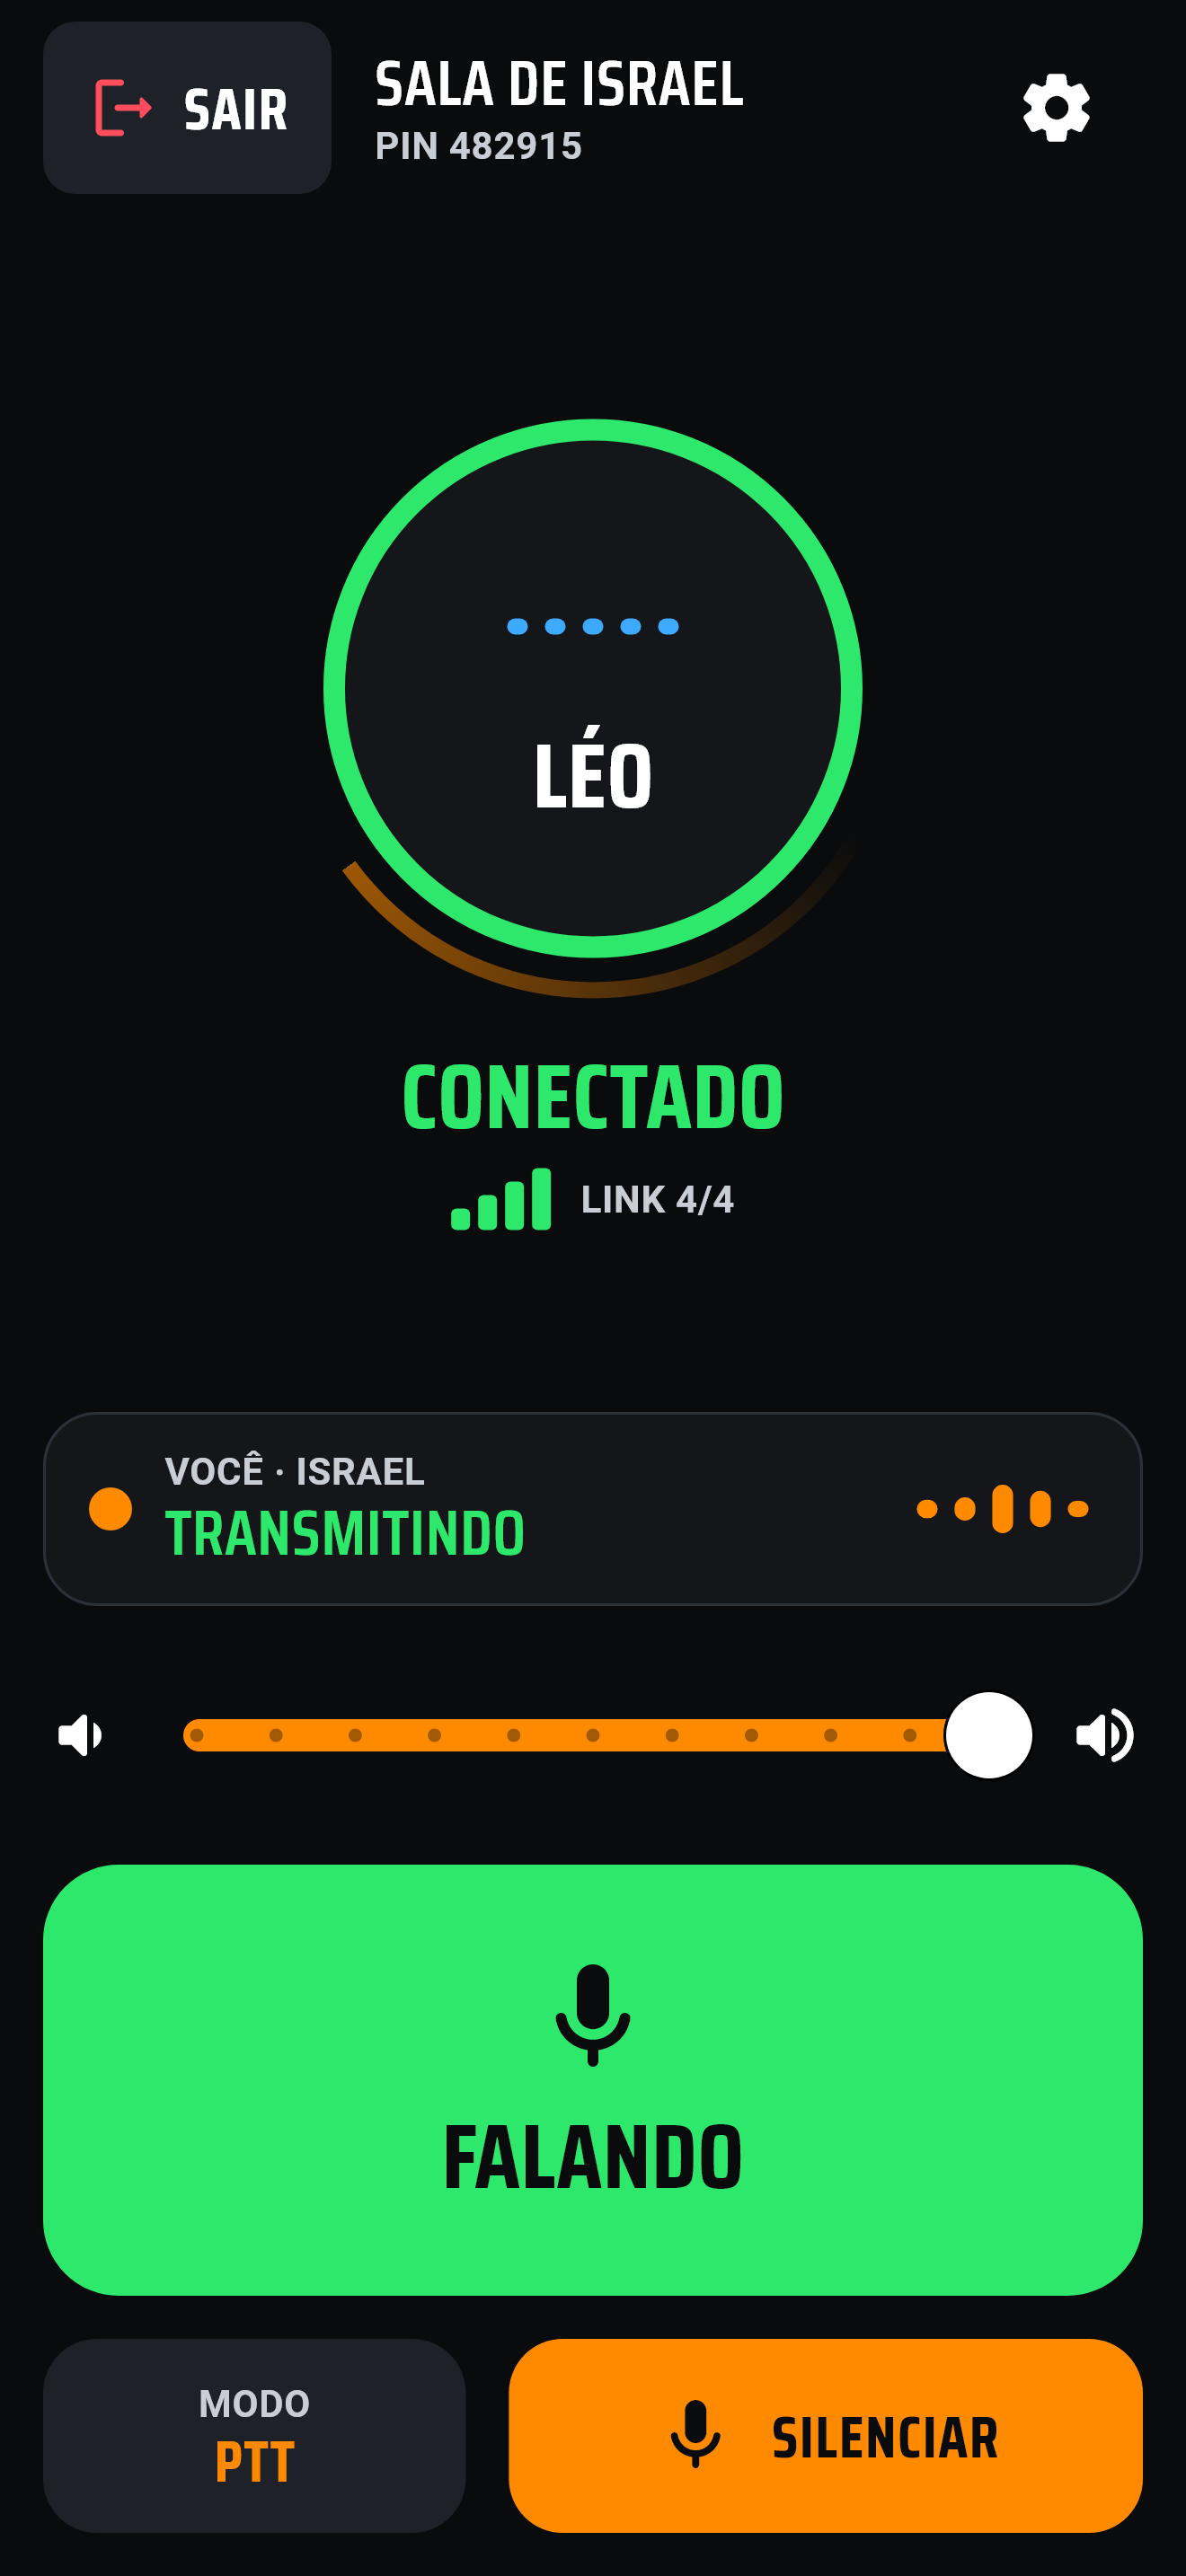 SAIR
SALA DE ISRAEL
PIN 482915
LÉO
CONECTADO
LINK 4/4
VOCÊ · ISRAEL
TRANSMITINDO
FALANDO
MODO
PTT
SILENCIAR